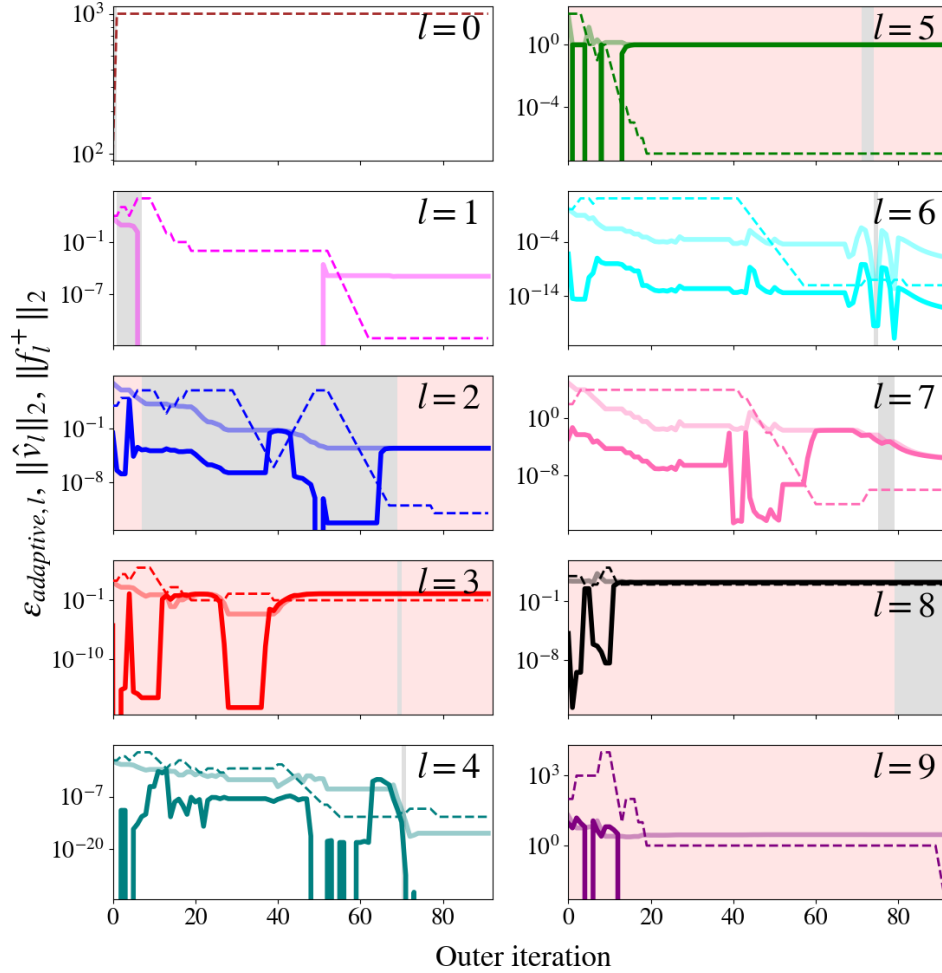 ε_{adaptive, l}, ||v̂_l||_2, ||f_l^+||_2
l = 0
10^3
10^2
l = 5
10^0
10^{-4}
l = 1
10^{-1}
10^{-7}
l = 6
10^{-4}
10^{-14}
l = 2
10^{-1}
10^{-8}
l = 7
10^0
10^{-8}
l = 3
10^{-1}
10^{-10}
l = 8
10^{-1}
10^{-8}
l = 4
10^{-7}
10^{-20}
0 20 40 60 80
l = 9
10^3
10^0
0 20 40 60 80
Outer iteration